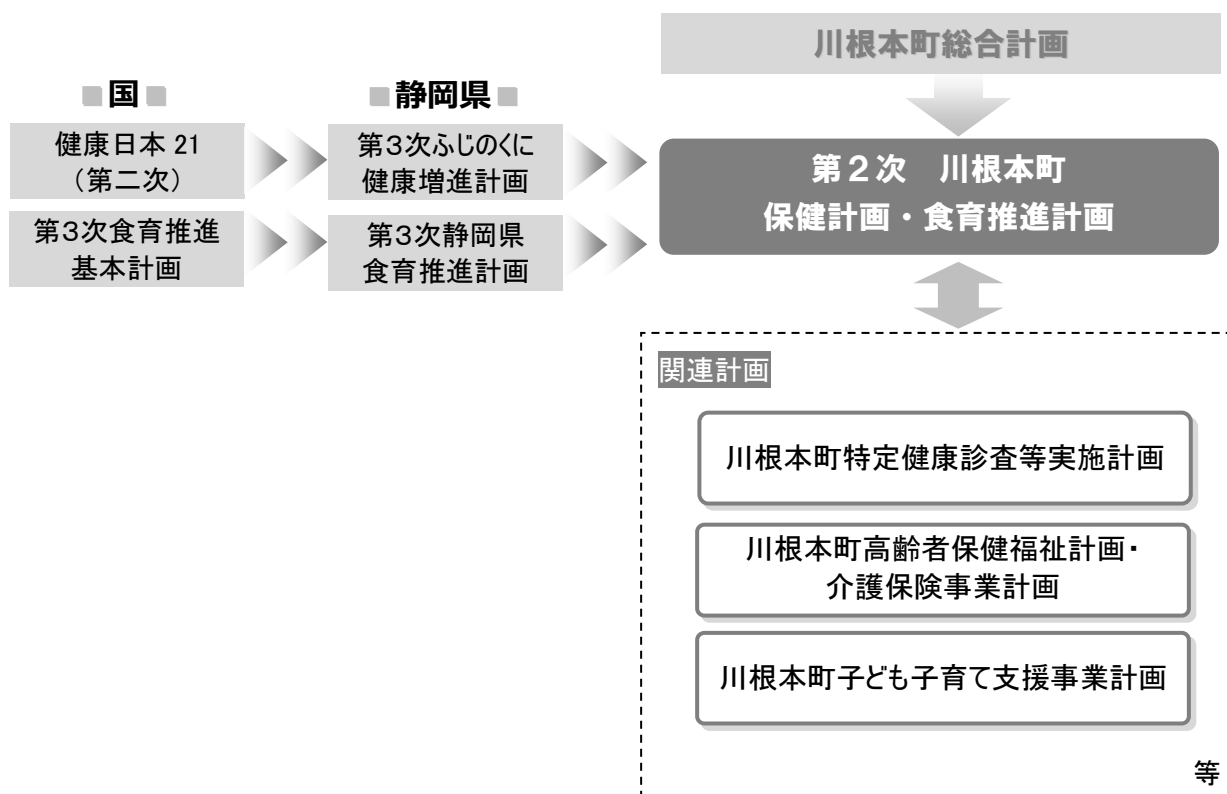 川根本町総合計画
■国■
■静岡県■
健康日本 21
（第二次）
第３次ふじのくに
健康増進計画
第２次　川根本町
保健計画・食育推進計画
第３次食育推進
基本計画
第３次静岡県
食育推進計画
関連計画
川根本町特定健康診査等実施計画
川根本町高齢者保健福祉計画・
介護保険事業計画
川根本町子ども子育て支援事業計画
等